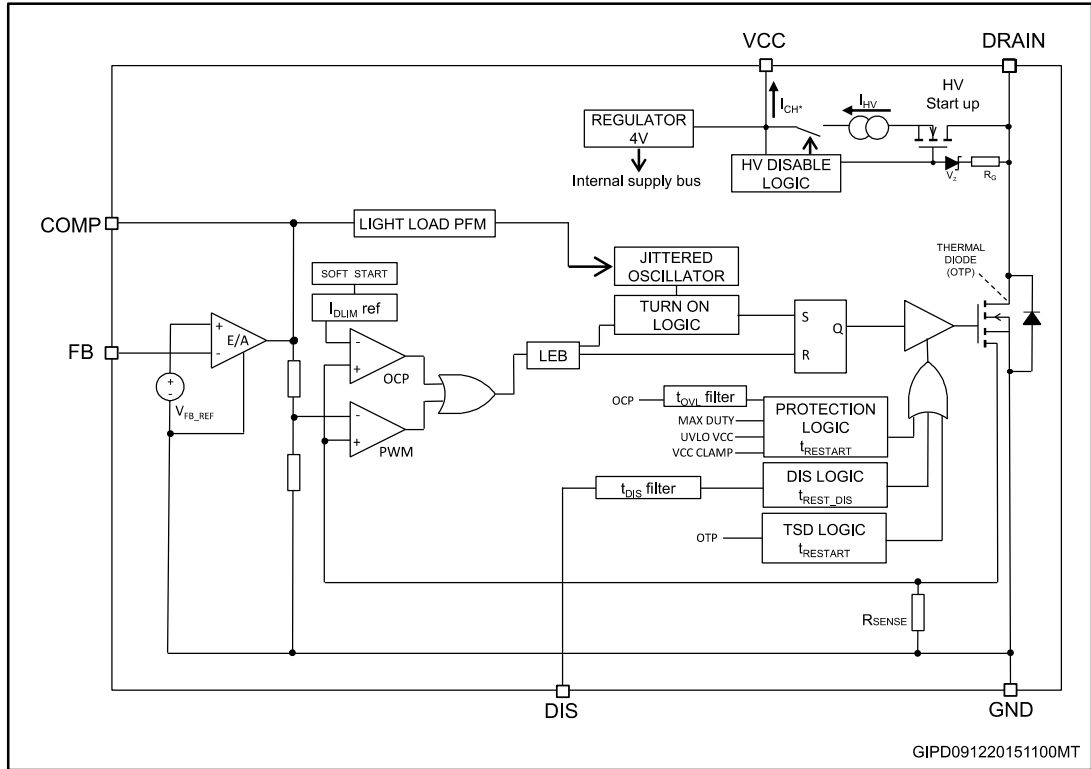 VCC
DRAIN
HV
Start up
I_CH*
I_HV
REGULATOR
4V
Internal supply bus
HV DISABLE
LOGIC
V_Z
R_G
COMP
LIGHT LOAD PFM
JITTERED
OSCILLATOR
THERMAL
DIODE
(OTP)
SOFT START
I_DLIM ref
TURN ON
LOGIC
S
Q
R
+
E/A
-
FB
-
+
OCP
LEB
+
-
V_FB_REF
-
+
PWM
OCP
t_OVL filter
MAX DUTY
UVLO VCC
VCC CLAMP
PROTECTION
LOGIC
t_RESTART
t_DIS filter
DIS LOGIC
t_REST_DIS
OTP
TSD LOGIC
t_RESTART
R_SENSE
DIS
GND
GIPD091220151100MT